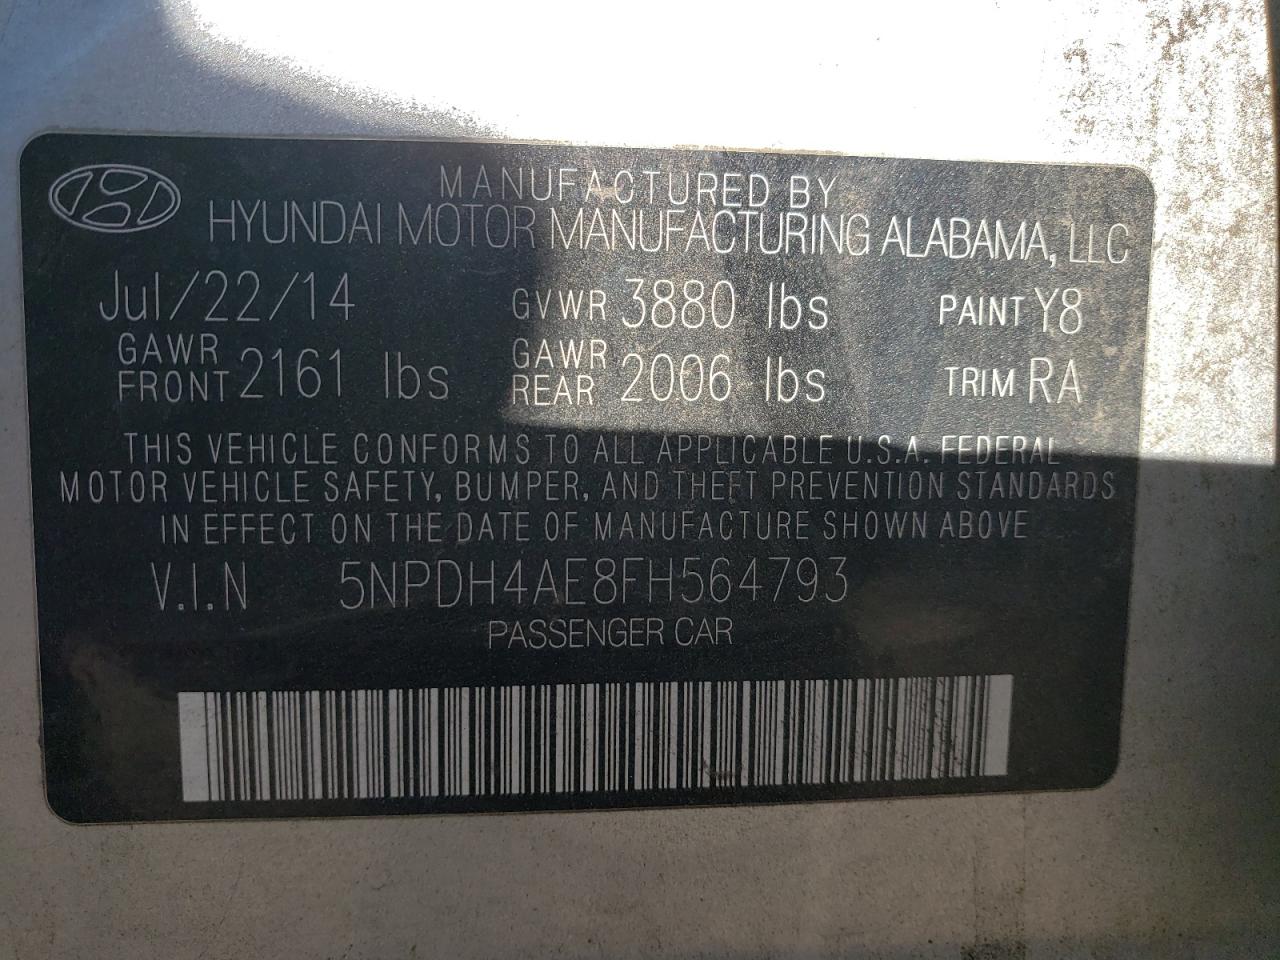 MANUFACTURED BY
HYUNDAI MOTOR MANUFACTURING ALABAMA, LLC
Jul/22/14 GVWR 3880 lbs PAINT Y8
GAWR FRONT 2161 lbs GAWR REAR 2006 lbs TRIM RA
THIS VEHICLE CONFORMS TO ALL APPLICABLE U.S.A. FEDERAL
MOTOR VEHICLE SAFETY, BUMPER, AND THEFT PREVENTION STANDARDS
IN EFFECT ON THE DATE OF MANUFACTURE SHOWN ABOVE
V.I.N 5NPDH4AE8FH564793
PASSENGER CAR